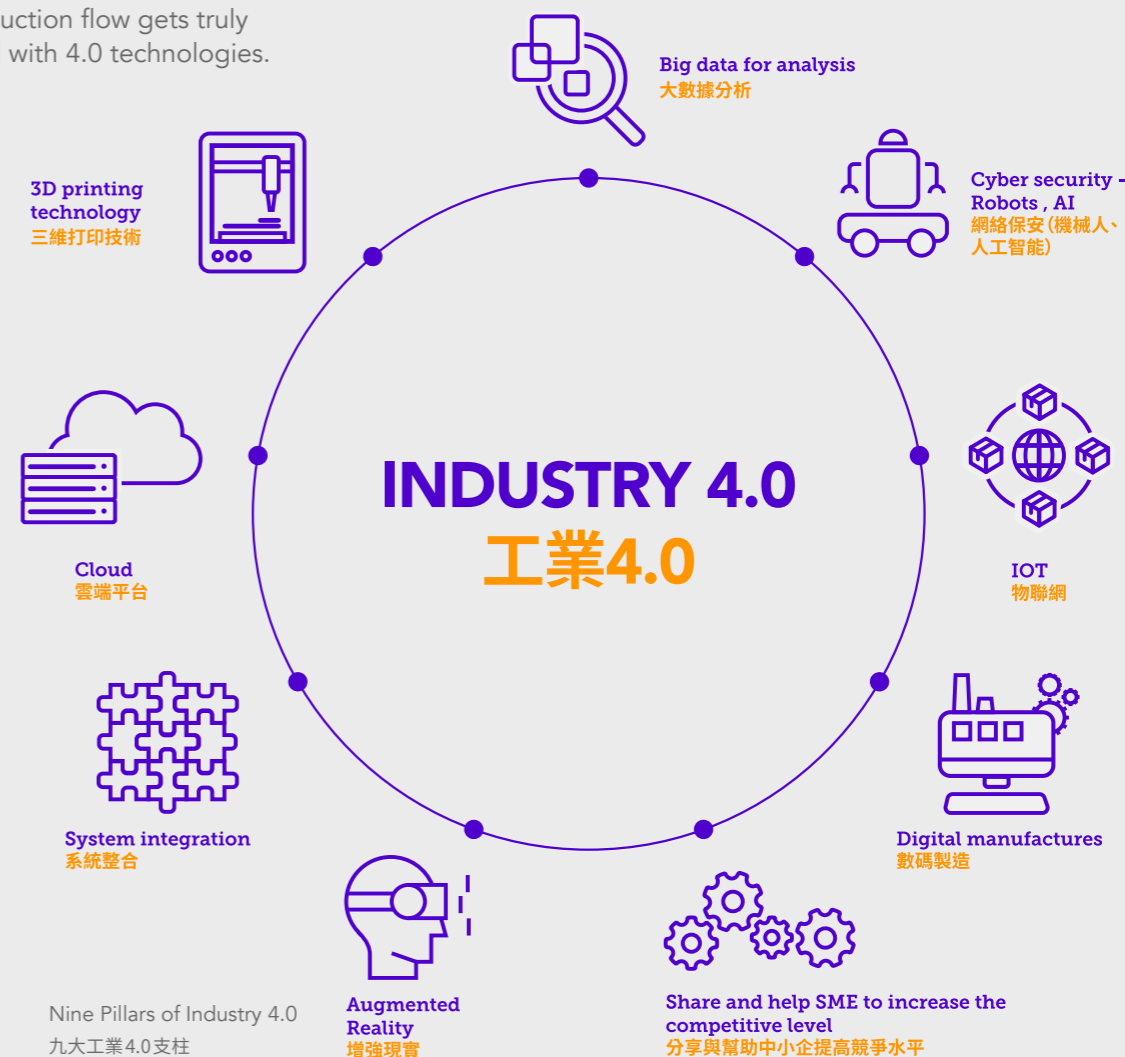 uction flow gets truly
with 4.0 technologies.
Big data for analysis
大數據分析
Cyber security -
Robots , AI
網絡保安(機械人、
人工智能)
IOT
物聯網
Digital manufactures
數碼製造
Share and help SME to increase the
competitive level
分享與幫助中小企提高競爭水平
Augmented
Reality
增強現實
System integration
系統整合
Cloud
雲端平台
3D printing
technology
三維打印技術
INDUSTRY 4.0
工業4.0
Nine Pillars of Industry 4.0
九大工業4.0支柱